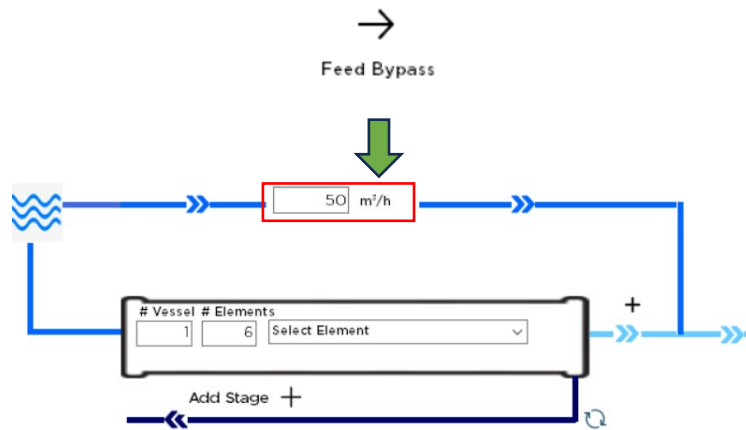 Feed Bypass
50 m³/h
# Vessel # Elements
1 6 Select Element
Add Stage